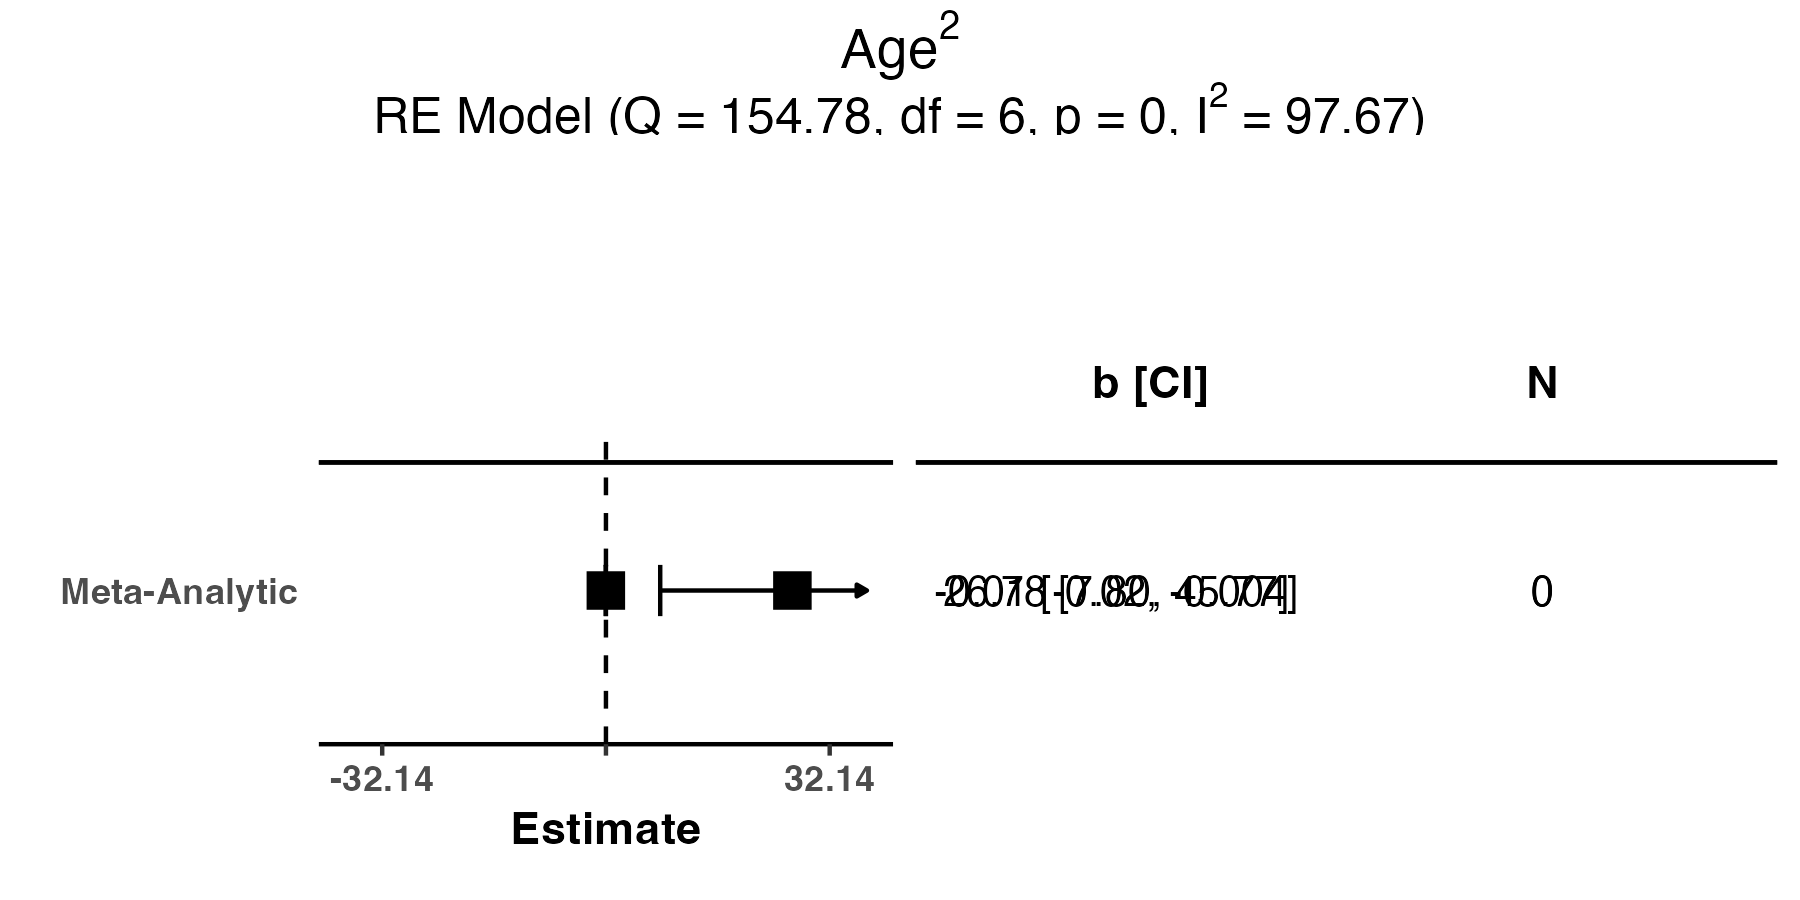 Age²
RE Model (Q = 154.78, df = 6, p = 0, I² = 97.67)
b [CI] N
Meta-Analytic 0
-32.14 32.14
Estimate